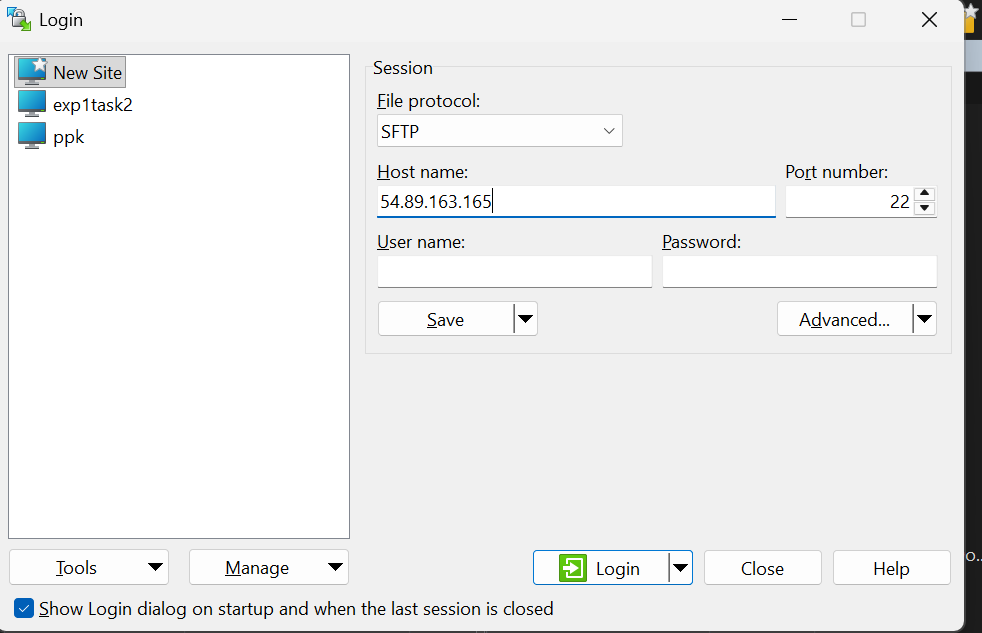 Login
New Site
exp1task2
ppk
Session
File protocol:
SFTP
Host name:
Port number:
54.89.163.165
22
User name:
Password:
Save
Advanced...
Tools
Manage
Login
Close
Help
Show Login dialog on startup and when the last session is closed
o...